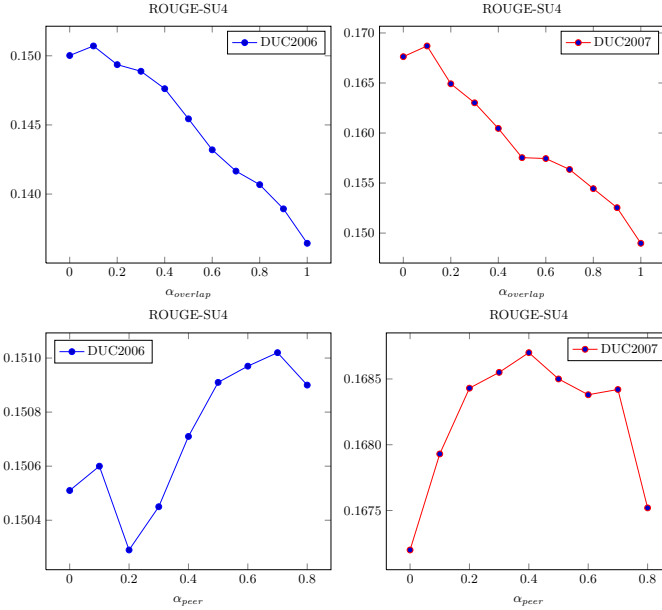 ROUGE-SU4
DUC2006
0.150
0.145
0.140
0 0.2 0.4 0.6 0.8 1
α_overlap
ROUGE-SU4
DUC2007
0.170
0.165
0.160
0.155
0.150
0 0.2 0.4 0.6 0.8 1
α_overlap
ROUGE-SU4
DUC2006
0.1510
0.1508
0.1506
0.1504
0 0.2 0.4 0.6 0.8
α_peer
ROUGE-SU4
DUC2007
0.1685
0.1680
0.1675
0 0.2 0.4 0.6 0.8
α_peer